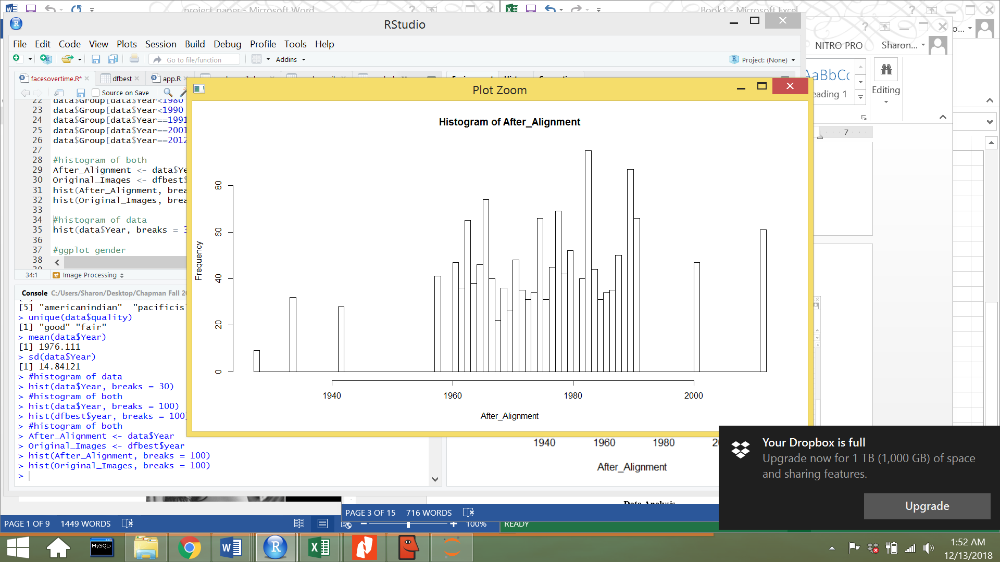 project_paper - Microsoft Word
Book1 - Microsoft Excel
RStudio
File Edit Code View Plots Session Build Debug Profile Tools Help
Go to file/function
Addins
Project: (None)
NITRO PRO
Sharon...
facesovertime.R*
dfbest
app.R
Source on Save
Plot Zoom
AaBbCc
eading 1
Editing
7
22 data$Group[data$Year<1980
23 data$Group[data$Year<1990
24 data$Group[data$Year==1991
25 data$Group[data$Year==2001
26 data$Group[data$Year==2012
27
28 #histogram of both
29 After_Alignment <- data$Ye
30 Original_Images <- dfbest$
31 hist(After_Alignment, brea
32 hist(Original_Images, brea
33
34 #histogram of data
35 hist(data$Year, breaks = 3
36
37 #ggplot gender
38
34:1
Image Processing
Console C:/Users/Sharon/Desktop/Chapman Fall 20
[5] "americanindian" "pacificis
> unique(data$quality)
[1] "good" "fair"
> mean(data$Year)
[1] 1976.111
> sd(data$Year)
[1] 14.84121
> #histogram of data
> hist(data$Year, breaks = 30)
> #histogram of both
> hist(data$Year, breaks = 100)
> hist(dfbest$year, breaks = 100)
> #histogram of both
> After_Alignment <- data$Year
> Original_Images <- dfbest$year
> hist(After_Alignment, breaks = 100)
> hist(Original_Images, breaks = 100)
>
Histogram of After_Alignment
Frequency
80
60
40
20
0
1940 1960 1980 2000
After_Alignment
1940 1960 1980
After_Alignment
Your Dropbox is full
Upgrade now for 1 TB (1,000 GB) of space
and sharing features.
Upgrade
Data Analysis
PAGE 3 OF 15 716 WORDS
PAGE 1 OF 9 1449 WORDS
100%
READY
MySQL>
1:52 AM
12/13/2018